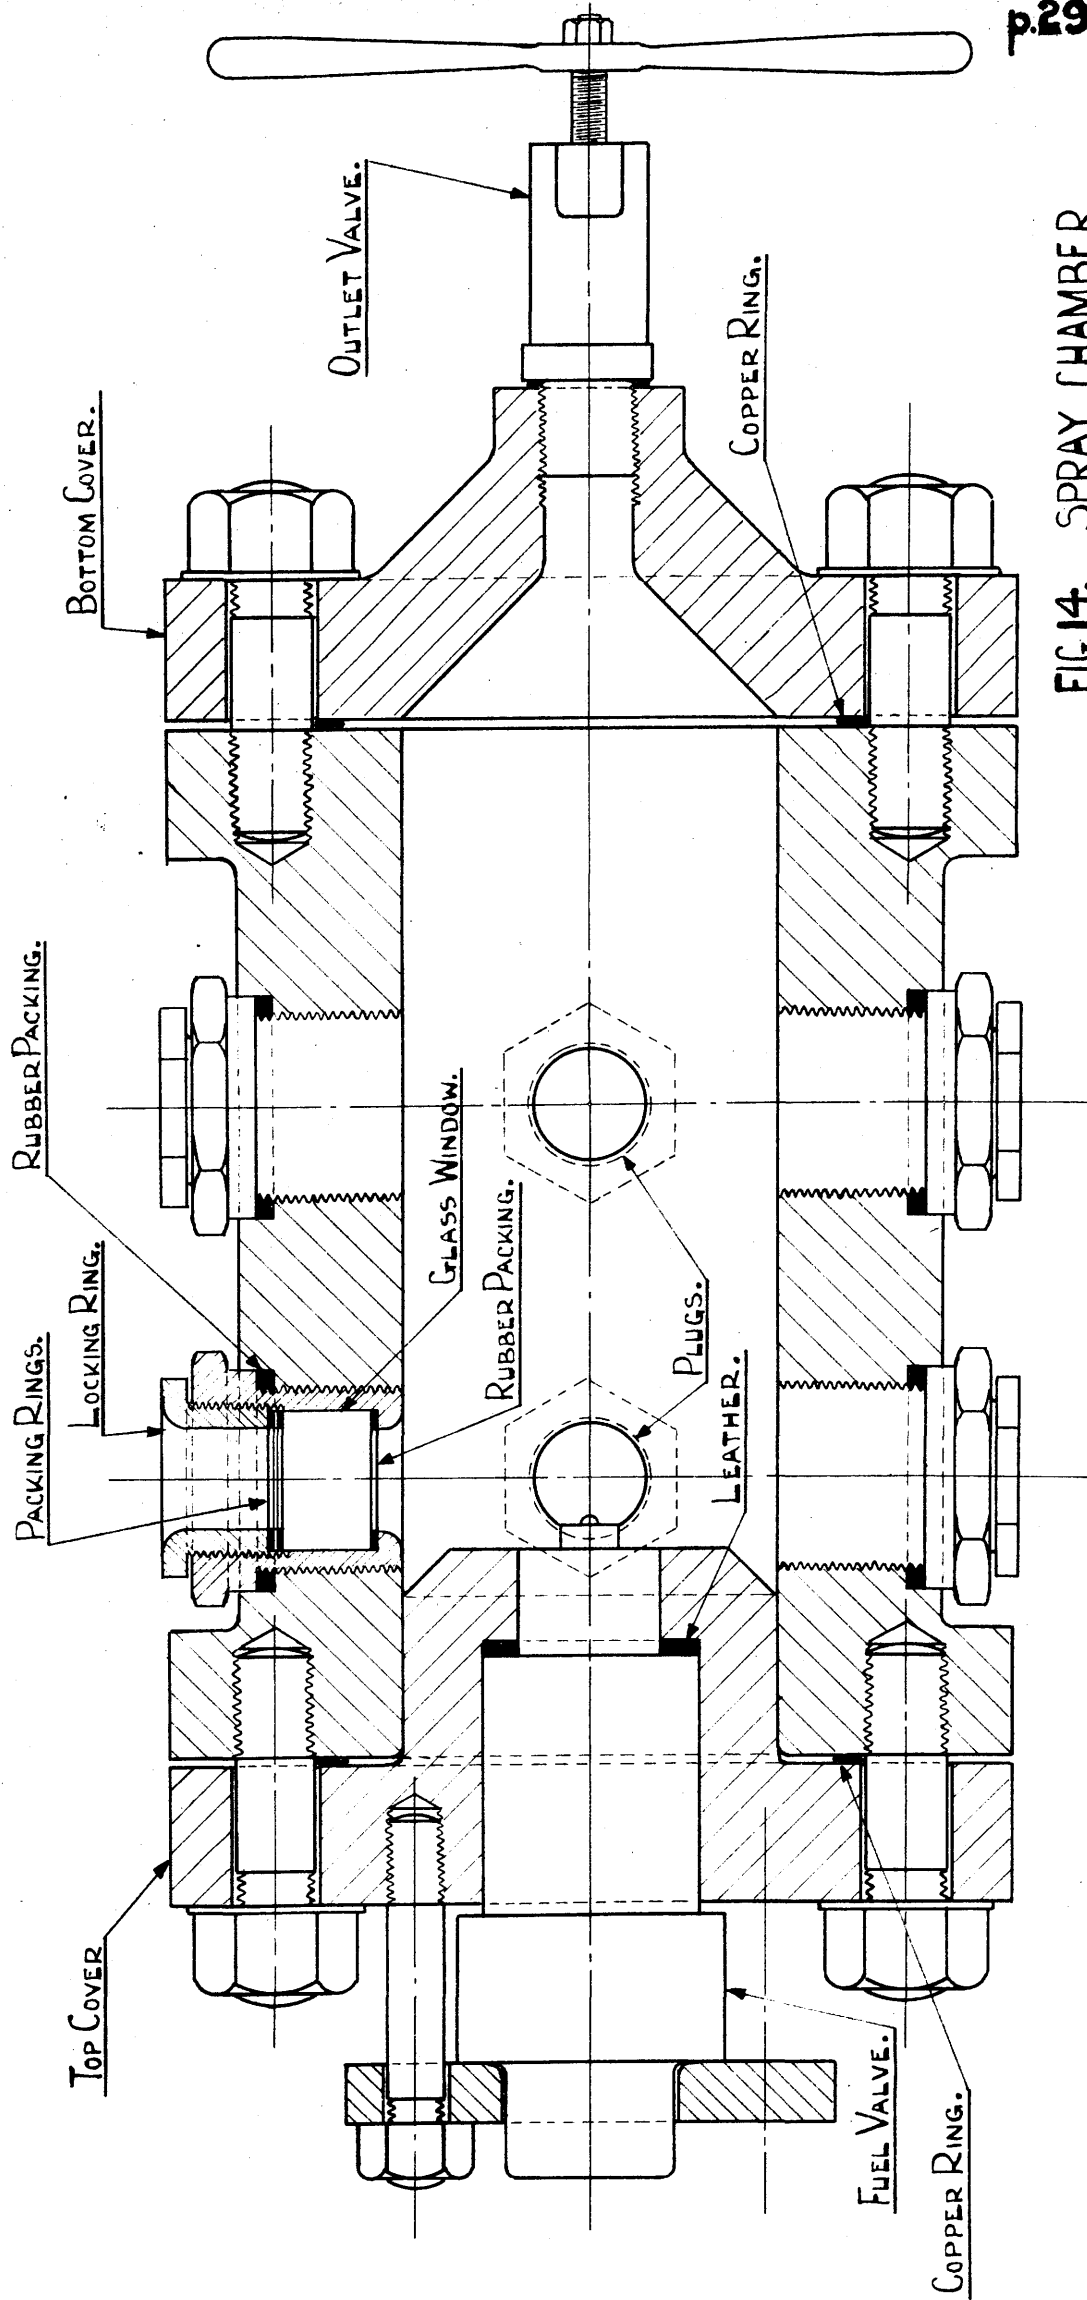 p.29
TOP COVER
PACKING RINGS.
LOCKING RING.
RUBBER PACKING.
BOTTOM COVER.
OUTLET VALVE.
GLASS WINDOW.
RUBBER PACKING.
PLUGS.
LEATHER.
COPPER RING.
FUEL VALVE.
COPPER RING.
FIG 14. SPRAY CHAMBER